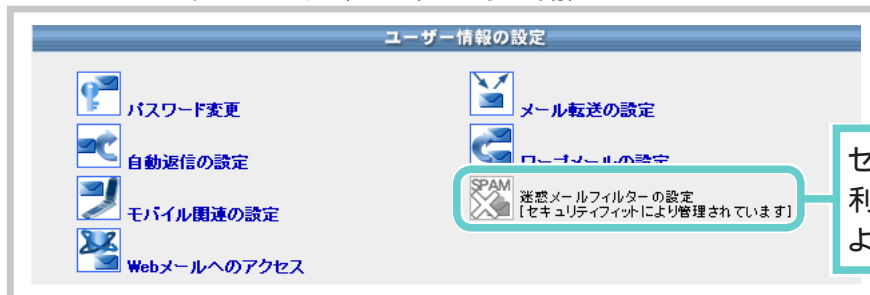 ユーザー情報の設定
パスワード変更
メール転送の設定
自動返信の設定
モバイル関連の設定
SPAM
迷惑メールフィルターの設定
[セキュリティフィットにより管理されています]
Webメールへのアクセス
セ
利
よ